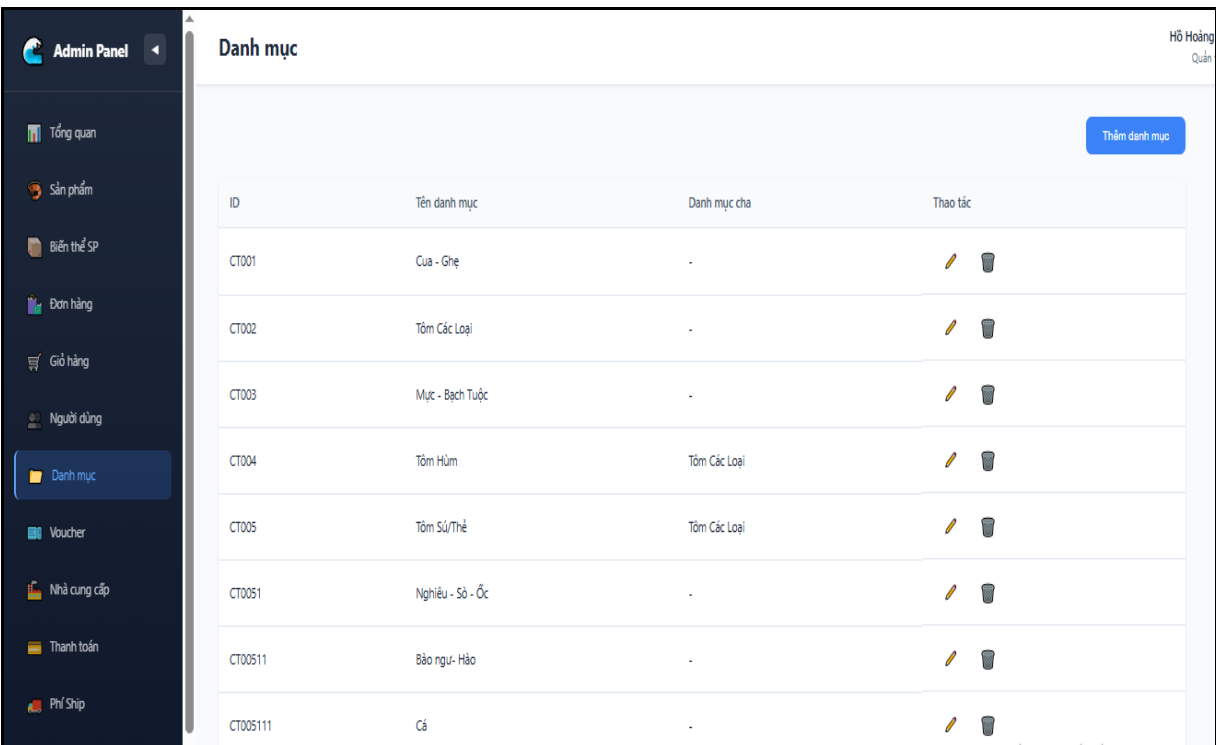 Admin Panel
Danh mục
Hồ Hoàng
Quản
Tổng quan
Sản phẩm
Biến thể SP
Đơn hàng
Giỏ hàng
Người dùng
Danh mục
Voucher
Nhà cung cấp
Thanh toán
Phí Ship
Thêm danh mục
ID Tên danh mục Danh mục cha Thao tác
CT001 Cua - Ghẹ -
CT002 Tôm Các Loại -
CT003 Mực - Bạch Tuộc -
CT004 Tôm Hùm Tôm Các Loại
CT005 Tôm Sú/Thẻ Tôm Các Loại
CT0051 Nghiêu - Sò - Ốc -
CT00511 Bào ngư- Hào -
CT005111 Cá -